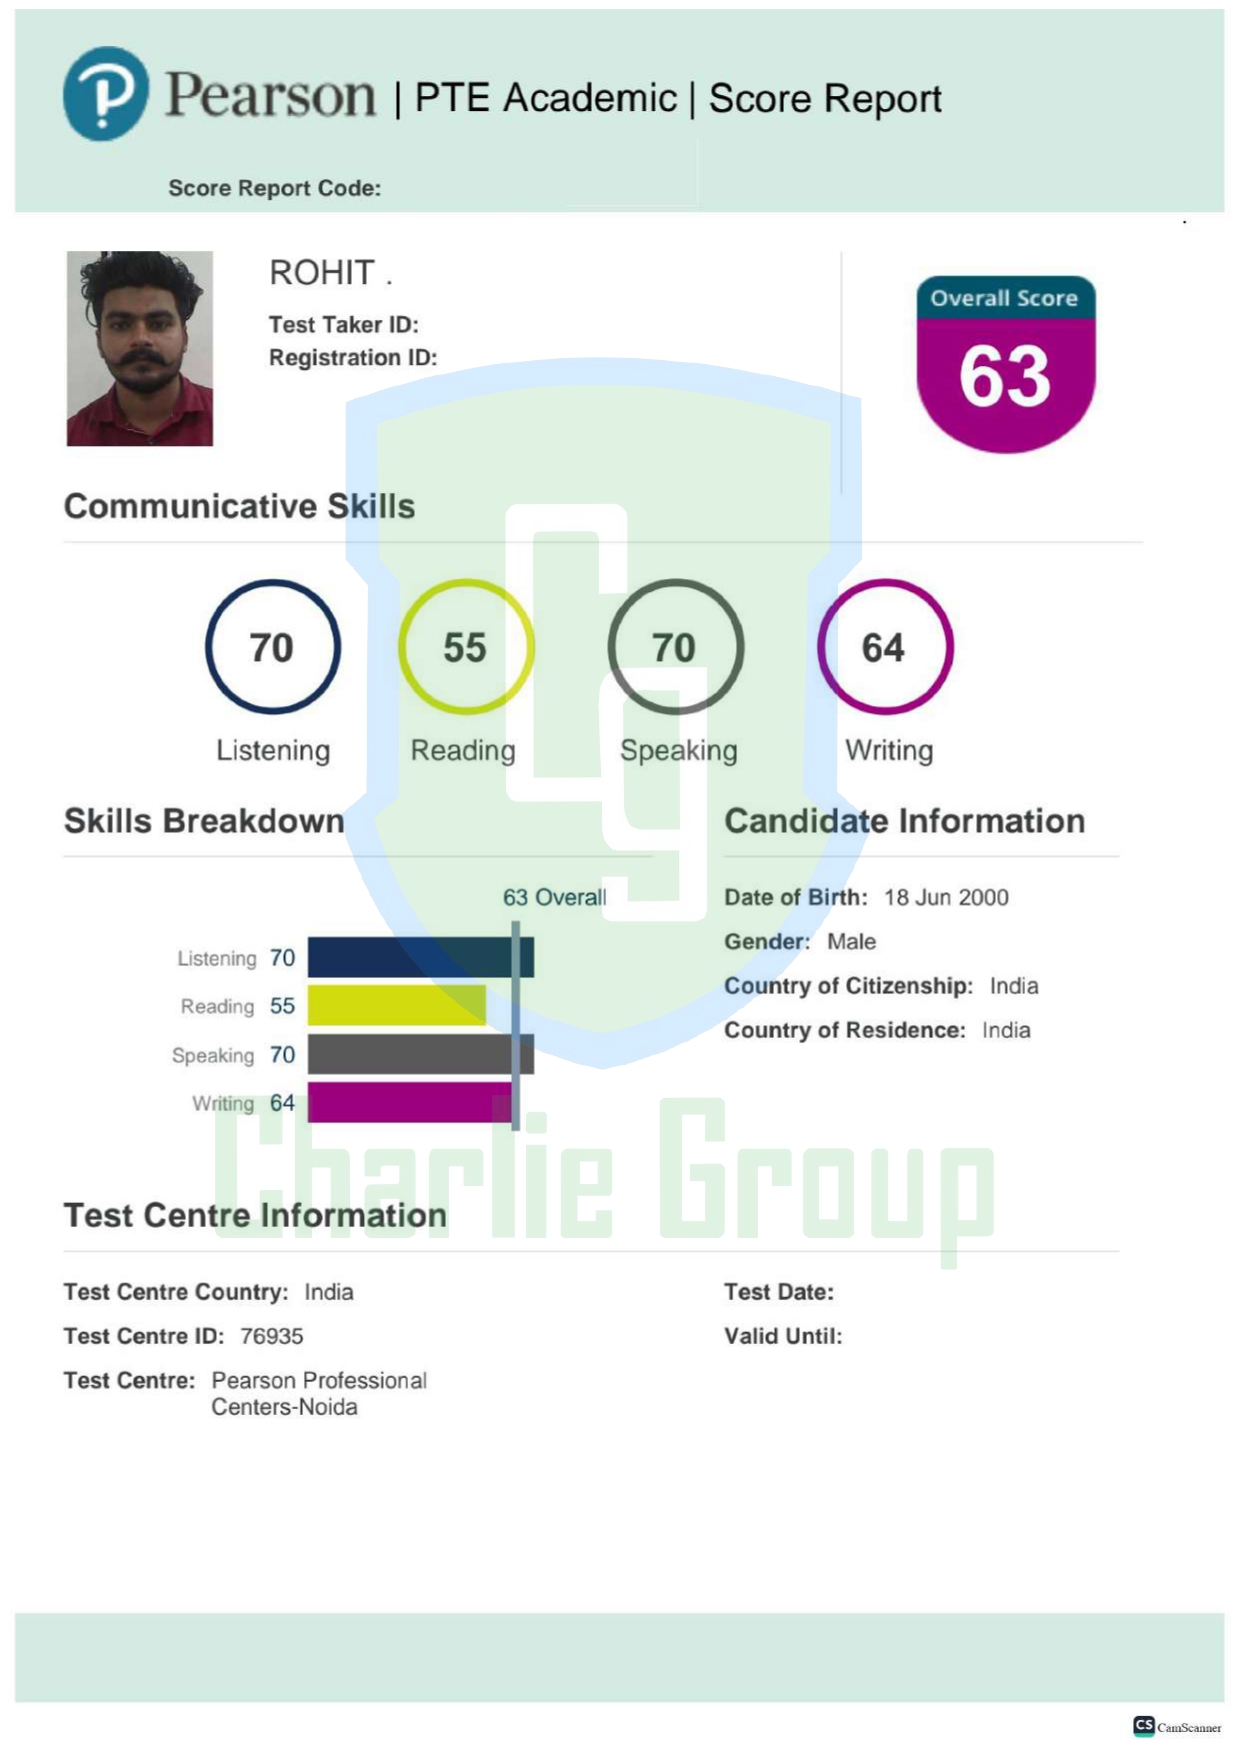 Pearson | PTE Academic | Score Report
Score Report Code:
ROHIT .
Test Taker ID:
Registration ID:
Overall Score
63
Communicative Skills
70 55 70 64
Listening Reading Speaking Writing
Skills Breakdown
63 Overall
Listening 70
Reading 55
Speaking 70
Writing 64
Candidate Information
Date of Birth: 18 Jun 2000
Gender: Male
Country of Citizenship: India
Country of Residence: India
Cg
Charlie Group
Test Centre Information
Test Centre Country: India
Test Centre ID: 76935
Test Centre: Pearson Professional
Centers-Noida
Test Date:
Valid Until:
CS CamScanner